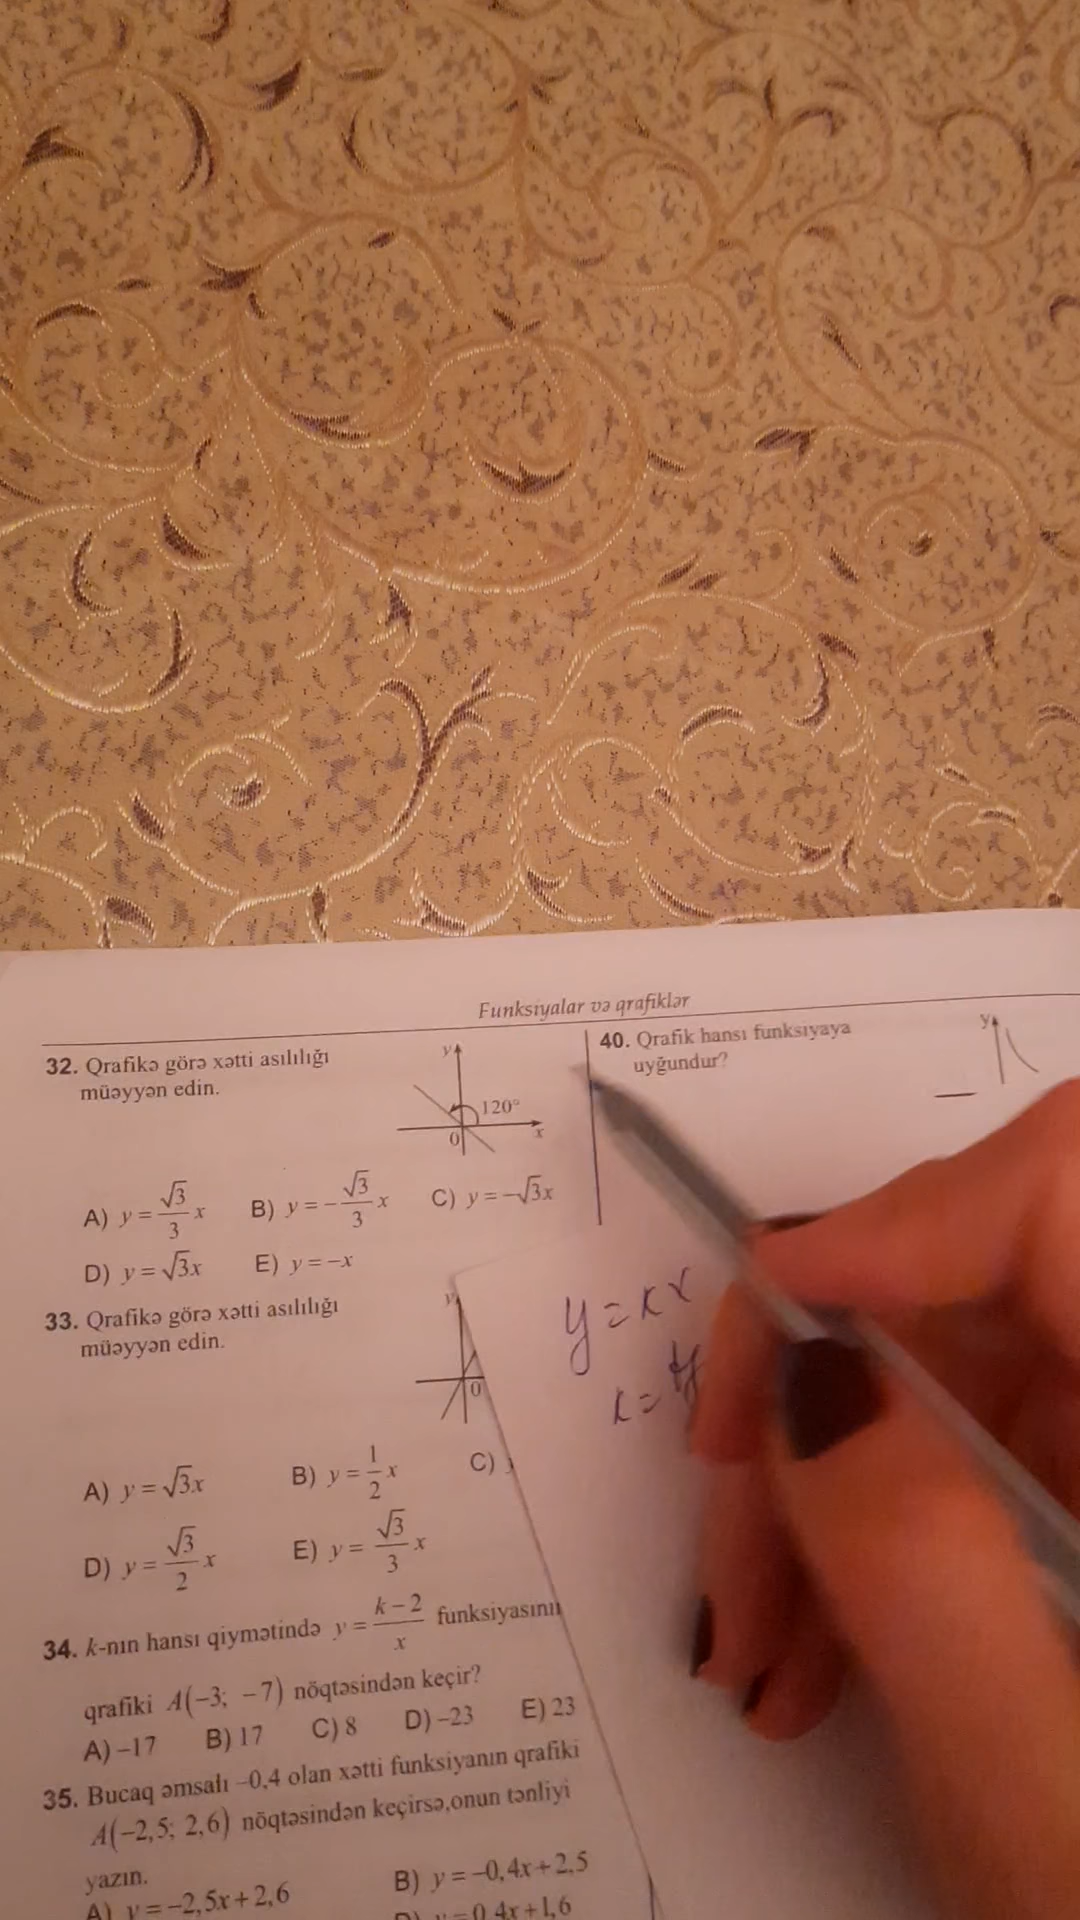 Funksiyalar və qrafiklər
32. Qrafikə görə xətti asılılığı
müəyyən edin.
y
120°
0
x
A) y = √3/3 x B) y = -√3/3 x C) y = -√3x
D) y = √3x E) y = -x
33. Qrafikə görə xətti asılılığı
müəyyən edin.
y
0
A) y = √3x B) y = 1/2 x C)
D) y = √3/2 x E) y = √3/3 x
34. k-nın hansı qiymətində y = k-2/x funksiyasının
qrafiki A(-3; -7) nöqtəsindən keçir?
A) -17 B) 17 C) 8 D) -23 E) 23
35. Bucaq əmsalı -0,4 olan xətti funksiyanın qrafiki
A(-2,5; 2,6) nöqtəsindən keçirsə,onun tənliyi
yazın.
A) y = -2,5x+2,6 B) y = -0,4x+2,5
0,4x+1,6
40. Qrafik hansı funksiyaya
uyğundur?
y
y = kx
k =